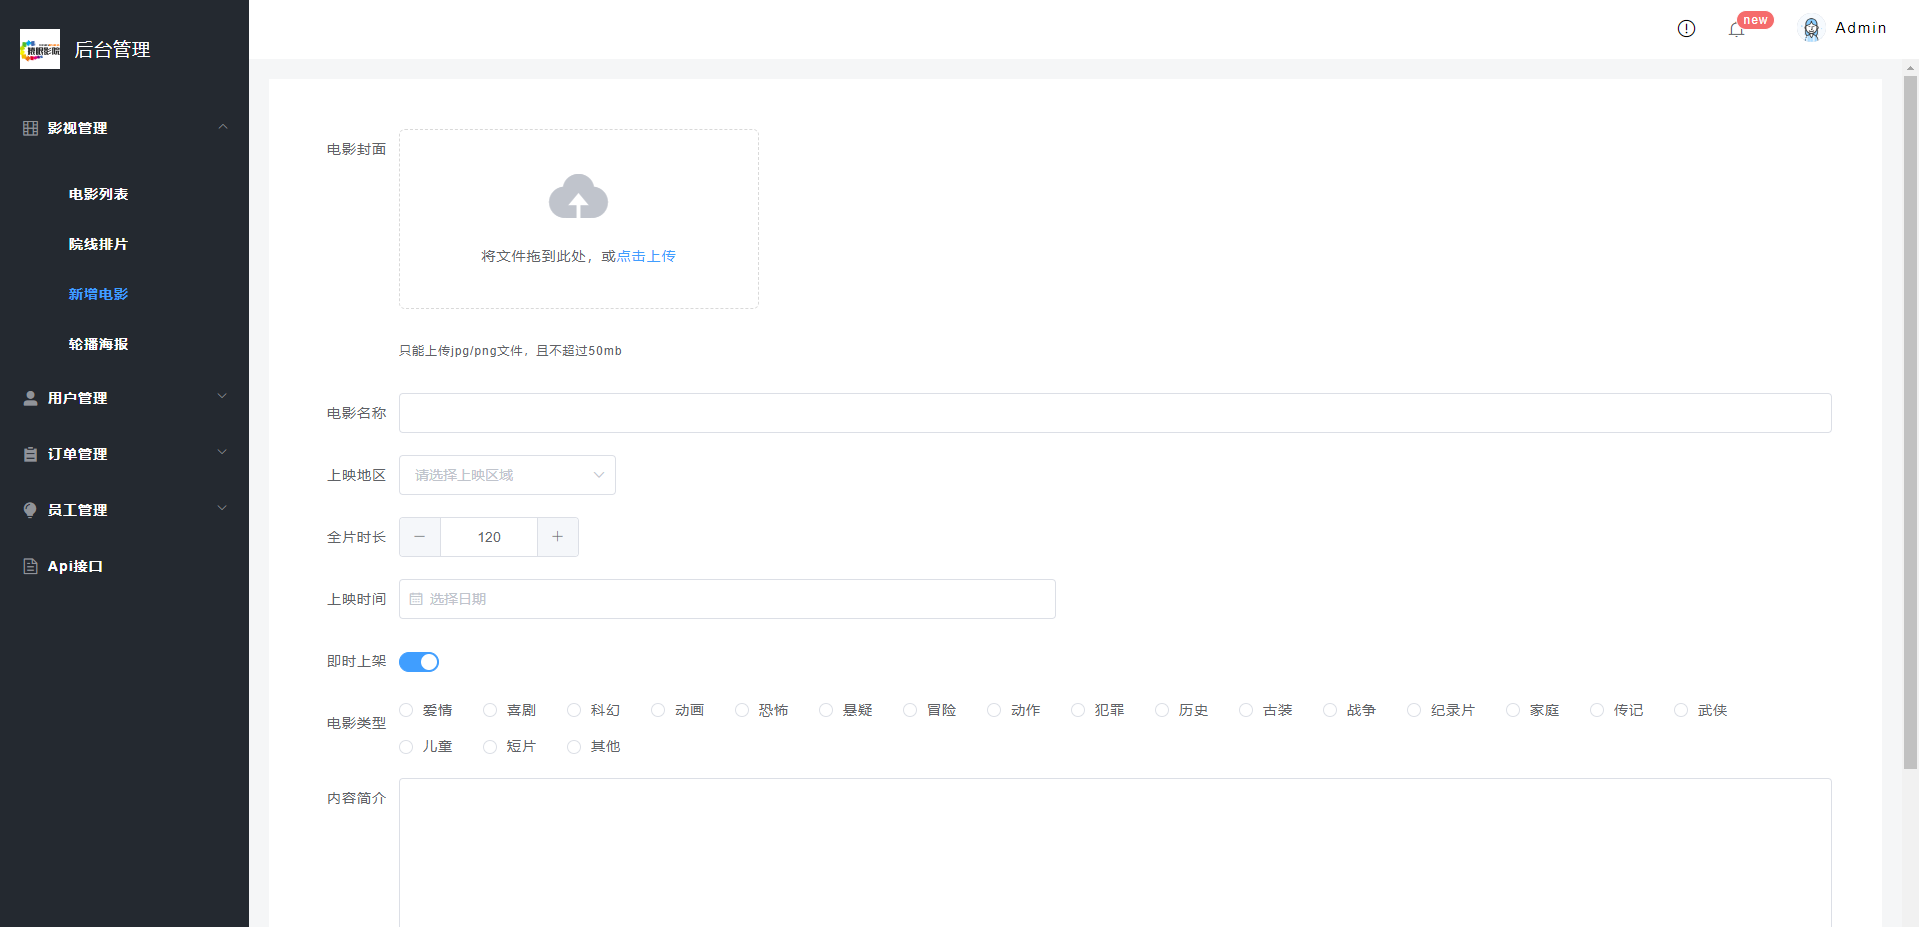 后台管理
new
Admin
影视管理
电影列表
院线排片
新增电影
轮播海报
用户管理
订单管理
员工管理
Api接口
电影封面
将文件拖到此处，或点击上传
只能上传jpg/png文件，且不超过50mb
电影名称
上映地区
请选择上映区域
全片时长
120
上映时间
选择日期
即时上架
电影类型
爱情 喜剧 科幻 动画 恐怖 悬疑 冒险 动作 犯罪 历史 古装 战争 纪录片 家庭 传记 武侠
儿童 短片 其他
内容简介